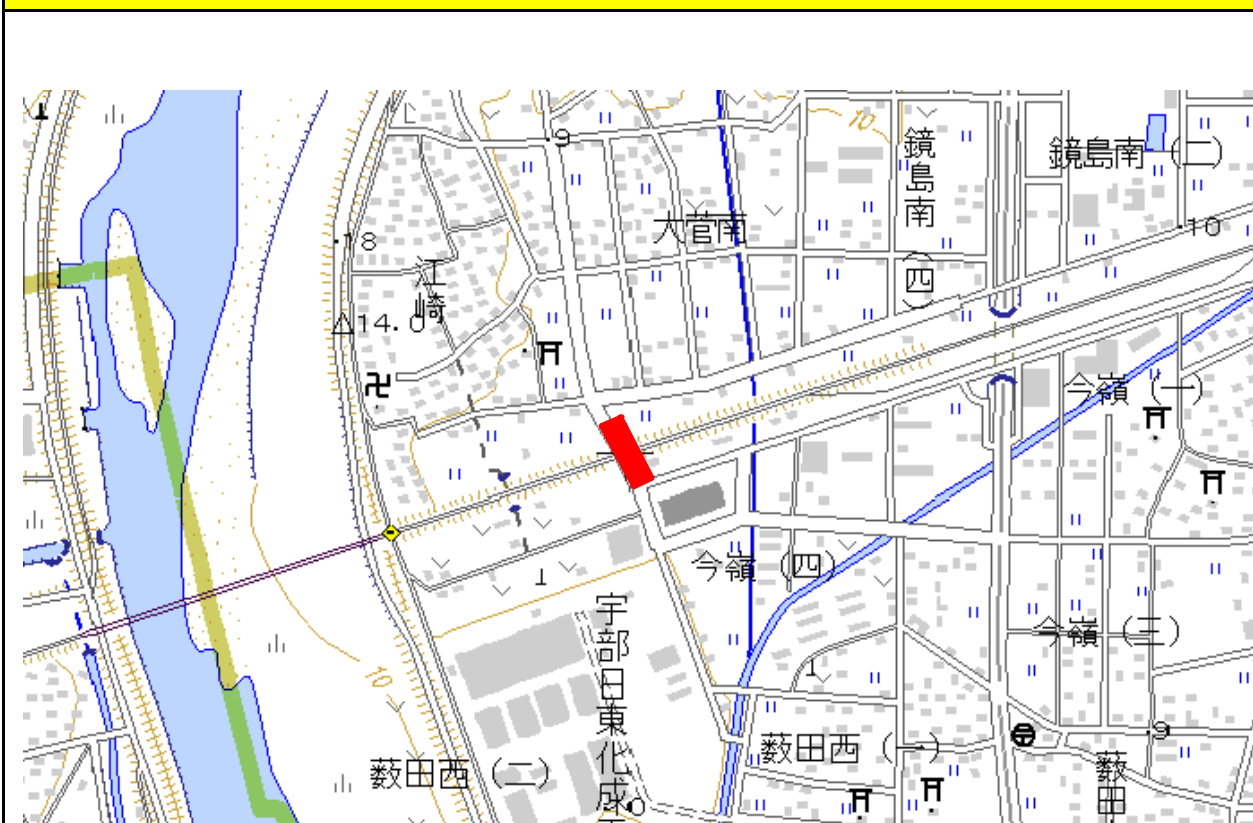 9
10
鏡島南
(四)
鏡島南(二)
大菅南
10
18
江崎
14.0
今嶺(一)
今嶺(四)
宇部日東化成
今嶺(三)
10
9
藪田西(二)
藪田西(一)
藪田